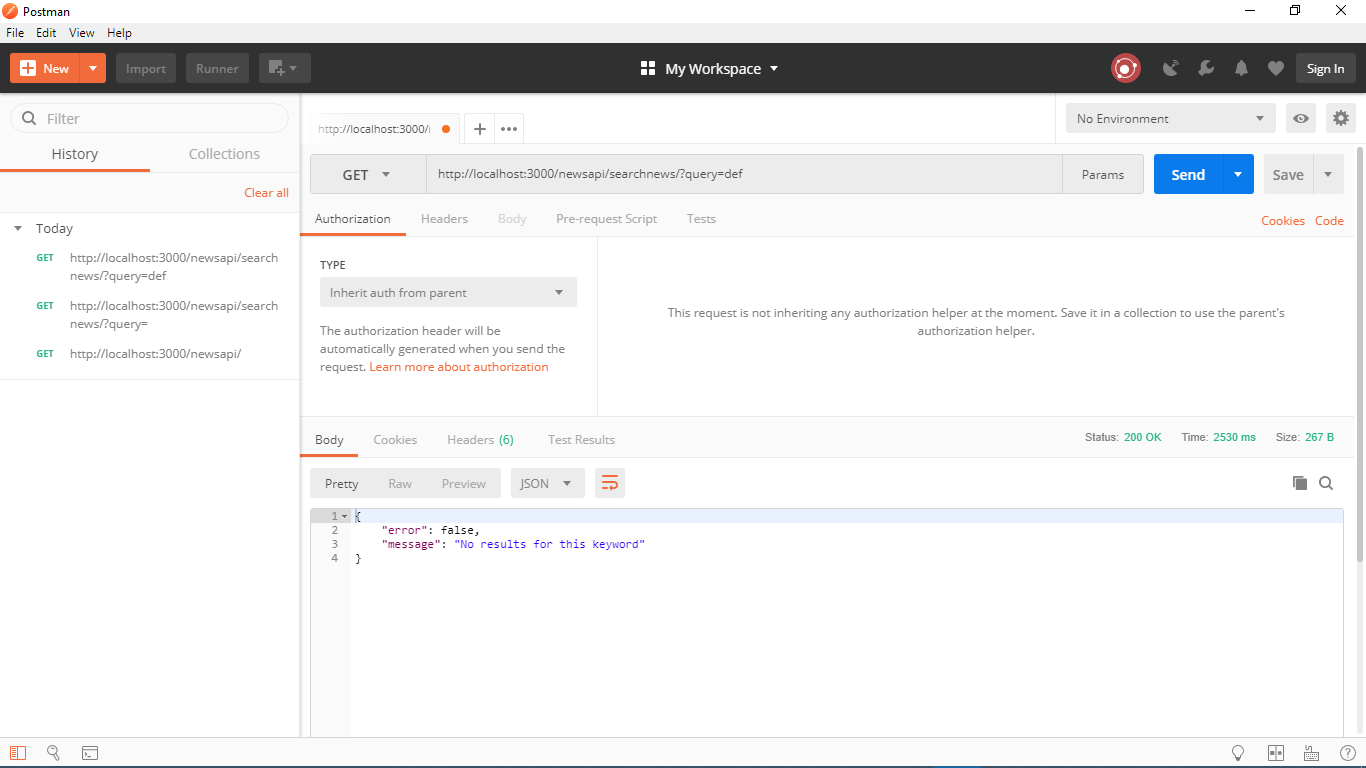 Postman
File Edit View Help
New Import Runner My Workspace Sign In
Filter
History Collections
Clear all
Today
GET http://localhost:3000/newsapi/search
news/?query=def
GET http://localhost:3000/newsapi/search
news/?query=
GET http://localhost:3000/newsapi/
http://localhost:3000/
No Environment
GET http://localhost:3000/newsapi/searchnews/?query=def Params Send Save
Authorization Headers Body Pre-request Script Tests Cookies Code
TYPE
Inherit auth from parent
The authorization header will be
automatically generated when you send the
request. Learn more about authorization
This request is not inheriting any authorization helper at the moment. Save it in a collection to use the parent's
authorization helper.
Body Cookies Headers (6) Test Results Status: 200 OK Time: 2530 ms Size: 267 B
Pretty Raw Preview JSON
1 {
2 "error": false,
3 "message": "No results for this keyword"
4 }